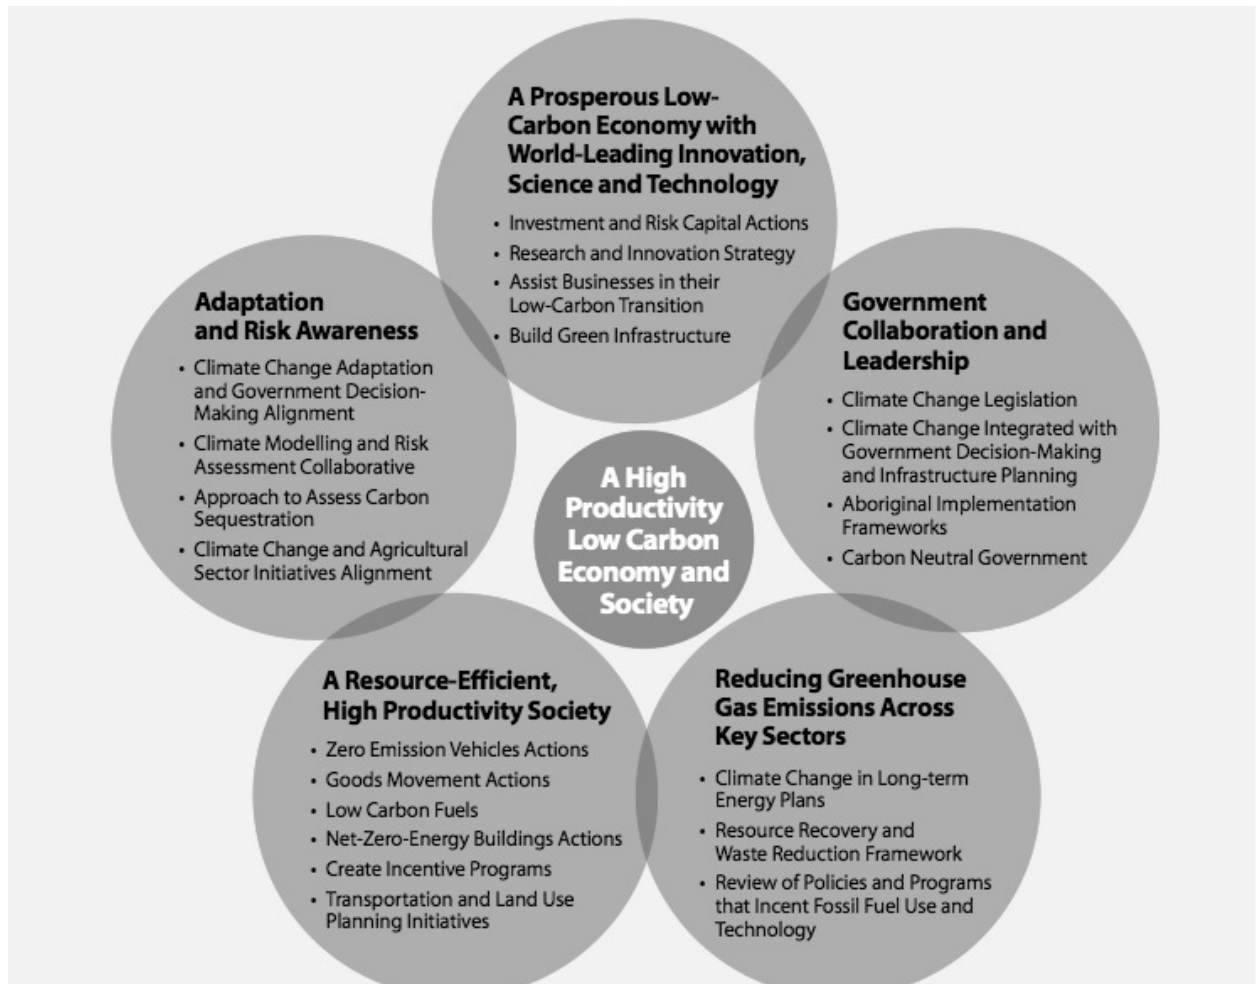 A Prosperous Low-
Carbon Economy with
World-Leading Innovation,
Science and Technology
• Investment and Risk Capital Actions
• Research and Innovation Strategy
• Assist Businesses in their
Low-Carbon Transition
• Build Green Infrastructure
Adaptation
and Risk Awareness
• Climate Change Adaptation
and Government Decision-
Making Alignment
• Climate Modelling and Risk
Assessment Collaborative
• Approach to Assess Carbon
Sequestration
• Climate Change and Agricultural
Sector Initiatives Alignment
Government
Collaboration and
Leadership
• Climate Change Legislation
• Climate Change Integrated with
Government Decision-Making
and Infrastructure Planning
• Aboriginal Implementation
Frameworks
• Carbon Neutral Government
A High
Productivity
Low Carbon
Economy and
Society
A Resource-Efficient,
High Productivity Society
• Zero Emission Vehicles Actions
• Goods Movement Actions
• Low Carbon Fuels
• Net-Zero-Energy Buildings Actions
• Create Incentive Programs
• Transportation and Land Use
Planning Initiatives
Reducing Greenhouse
Gas Emissions Across
Key Sectors
• Climate Change in Long-term
Energy Plans
• Resource Recovery and
Waste Reduction Framework
• Review of Policies and Programs
that Incent Fossil Fuel Use and
Technology